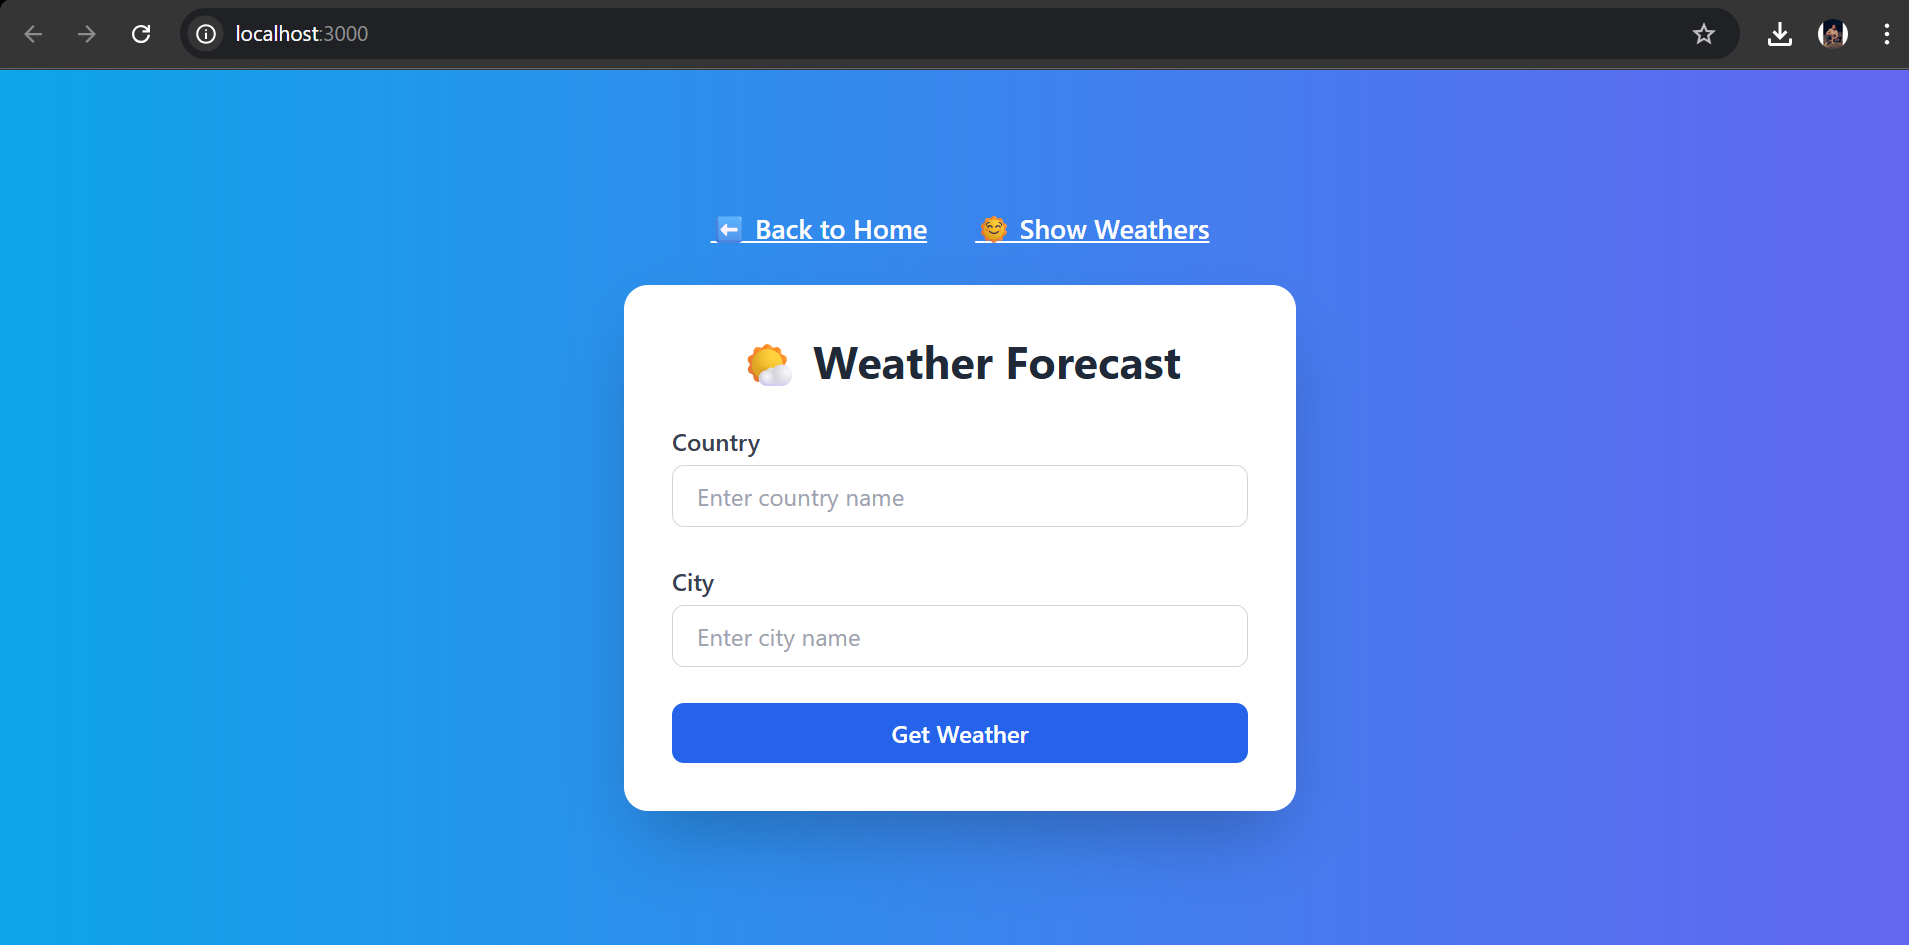 localhost:3000
Back to Home Show Weathers
Weather Forecast
Country
Enter country name
City
Enter city name
Get Weather